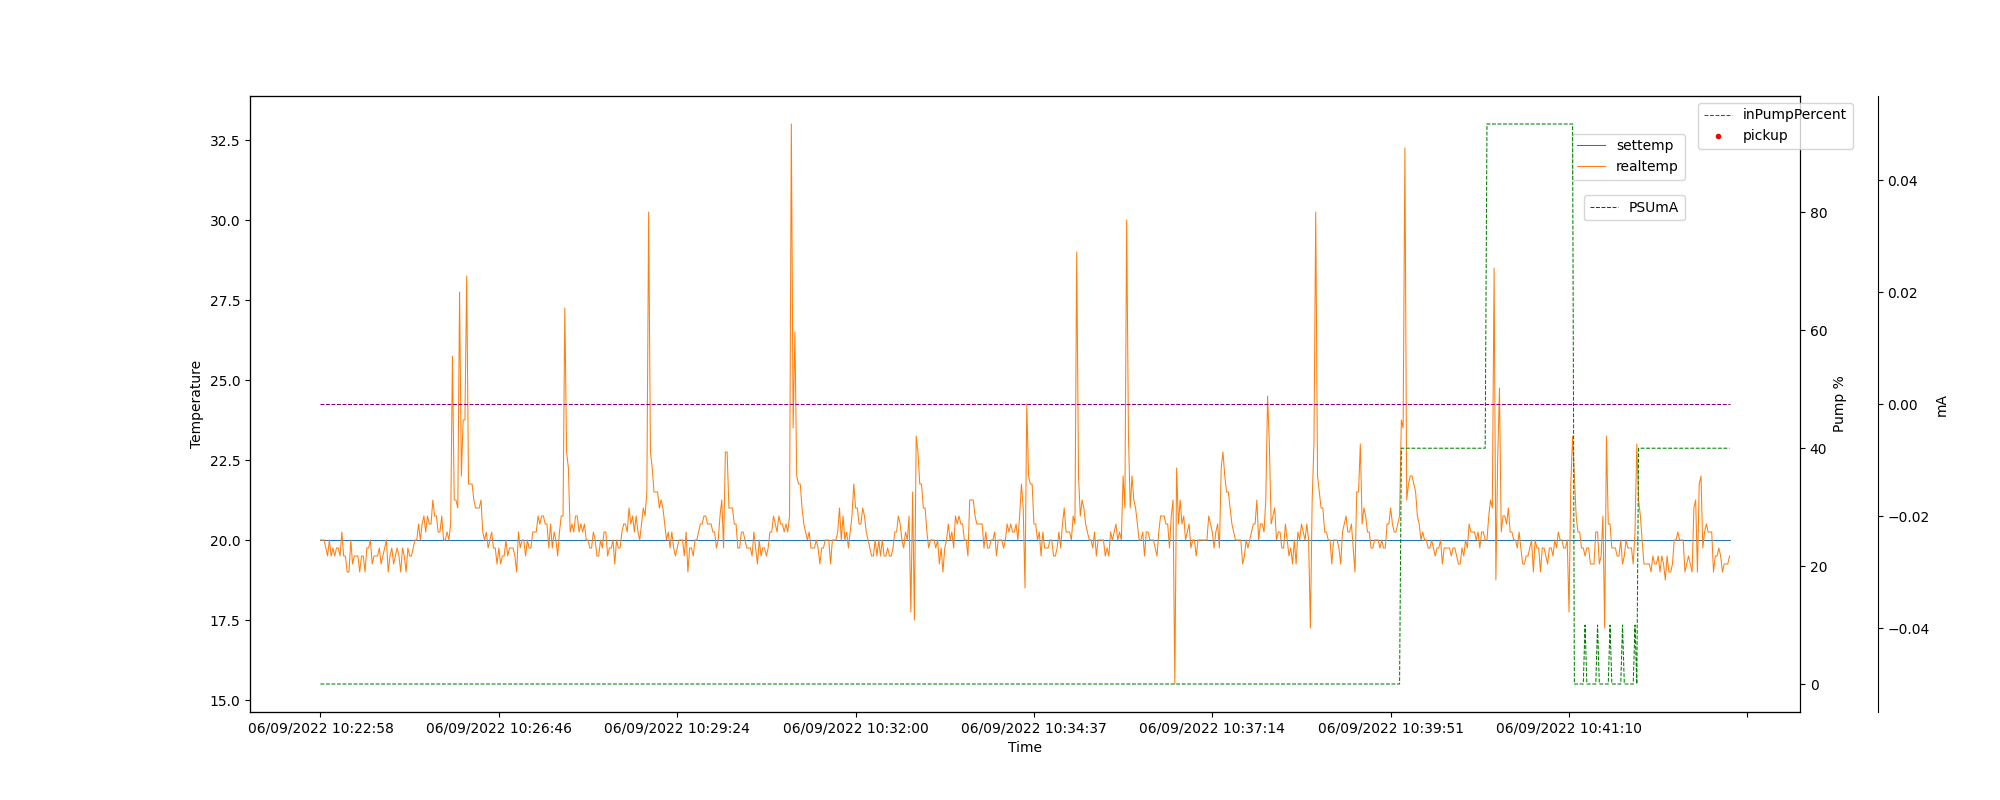 inPumpPercent
pickup
settemp
realtemp
PSUmA
32.5
30.0
27.5
25.0
22.5
20.0
17.5
15.0
Temperature
80
60
40
20
0
Pump %
0.04
0.02
0.00
−0.02
−0.04
mA
06/09/2022 10:22:58
06/09/2022 10:26:46
06/09/2022 10:29:24
06/09/2022 10:32:00
06/09/2022 10:34:37
06/09/2022 10:37:14
06/09/2022 10:39:51
06/09/2022 10:41:10
Time